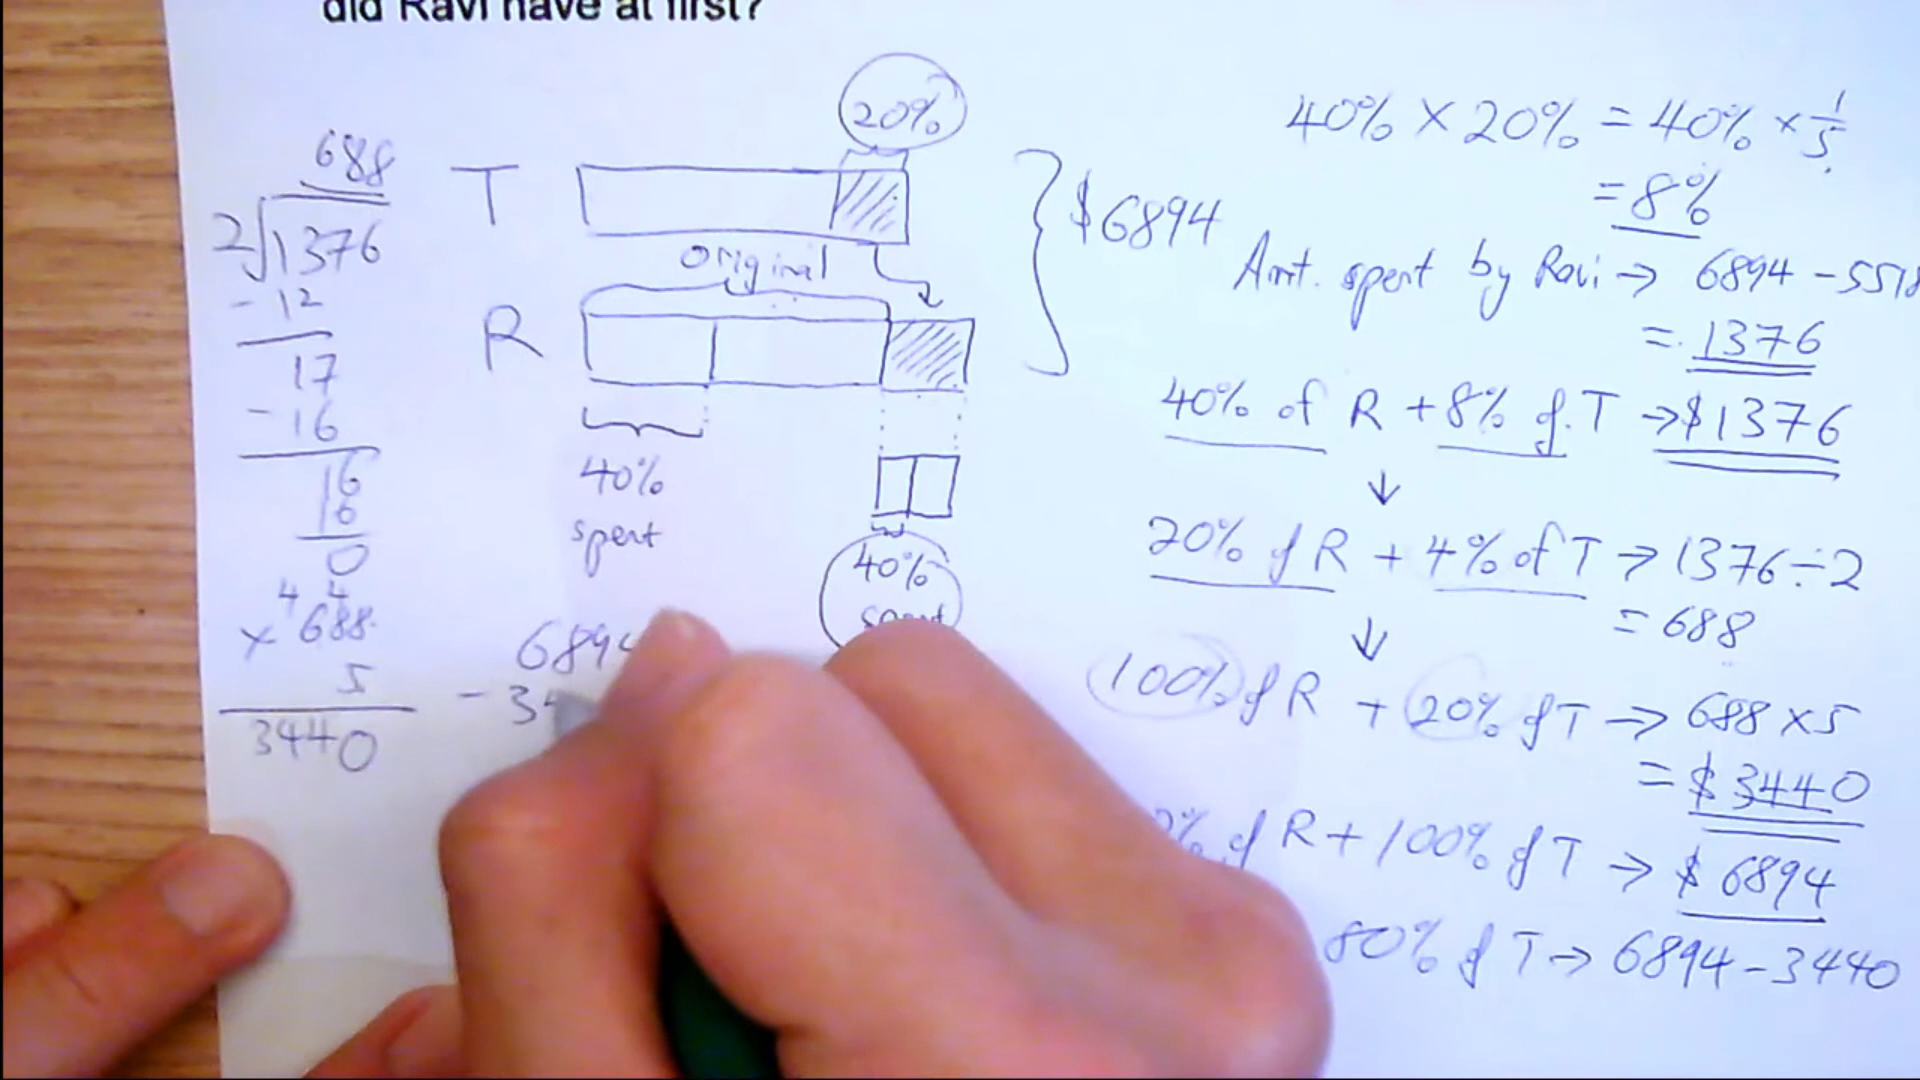 did Ravi have at first?
688
2 1376
- 12
17
- 16
16
16
0
4 4
× 688
5
3440
T
20%
$6894
Original
R
40%
spent
40%
6894
- 34
40% × 20% = 40% × 1/5
= 8%
Amt. spent by Ravi → 6894 - 5518
= 1376
40% of R + 8% of T → $1376
↓
20% of R + 4% of T → 1376 ÷ 2
= 688
↓
100% of R + 20% of T → 688 × 5
= $3440
% of R + 100% of T → $6894
80% of T → 6894 - 3440